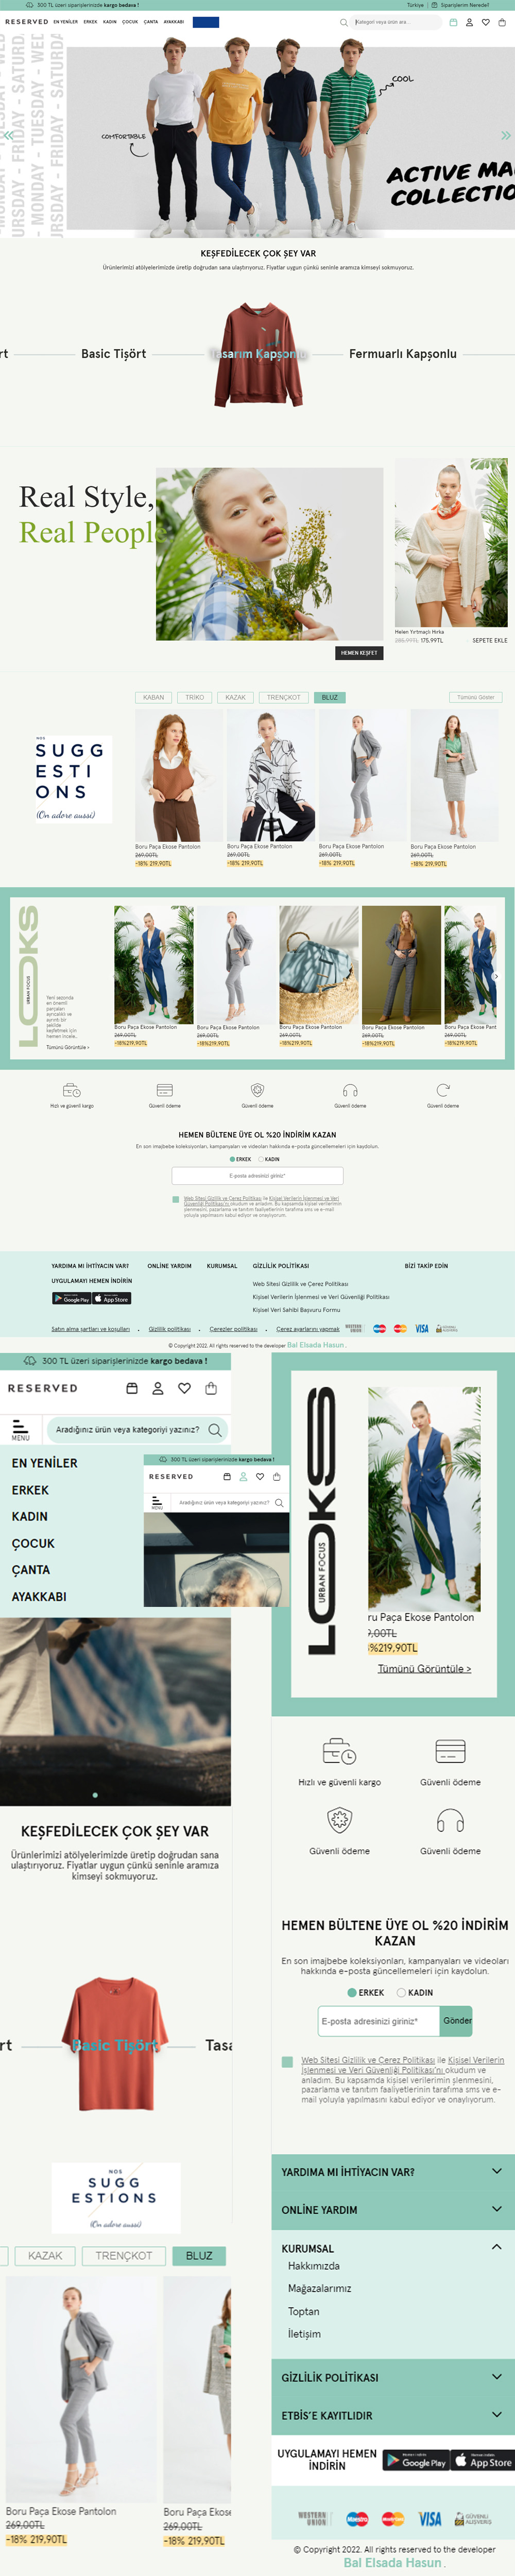 300 TL üzeri siparişlerinizde kargo bedava !
Türkiye
Siparişlerim Nerede?
RESERVED
EN YENİLER ERKEK KADIN ÇOCUK ÇANTA AYAKKABI
Kategori veya ürün ara...
COMFORTABLE
COOL
ACTIVE
COLLECTION
KEŞFEDİLECEK ÇOK ŞEY VAR
Ürünlerimizi atölyelerimizde üretip doğrudan sana ulaştırıyoruz. Fiyatlar uygun çünkü seninle aramıza kimseyi sokmuyoruz.
Basic Tişört
Tasarım Kapşonlu
Fermuarlı Kapşonlu
Real Style,
Real People
HEMEN KEŞFET
Helen Yırtmaçlı Hırka
285,99TL 175,99TL
SEPETE EKLE
KABAN TRİKO KAZAK TRENÇKOT BLUZ
Tümünü Göster
NOS
SUGG
ESTI
ONS
(On adore aussi)
Boru Paça Ekose Pantolon
269,00TL
-18% 219,90TL
Boru Paça Ekose Pantolon
269,00TL
-18% 219,90TL
Boru Paça Ekose Pantolon
269,00TL
-18% 219,90TL
Boru Paça Ekose Pantolon
269,00TL
-18% 219,90TL
LOOKS
URBAN FOCUS
Yeni sezonda
en önemli
parçaları
ayrıcalıklı ve
ayrıntı bir
şekilde
keşfetmek için
hemen incele.
Tümünü Görüntüle >
Boru Paça Ekose Pantolon
269,00TL
-18%219,90TL
Boru Paça Ekose Pantolon
269,00TL
-18%219,90TL
Boru Paça Ekose Pantolon
269,00TL
-18%219,90TL
Boru Paça Ekose Pantolon
269,00TL
-18%219,90TL
Boru Paça Ekose Pant
269,00TL
-18%219,90TL
Hızlı ve güvenli kargo
Güvenli ödeme
Güvenli ödeme
Güvenli ödeme
Güvenli ödeme
HEMEN BÜLTENE ÜYE OL %20 İNDİRİM KAZAN
En son imajbebe koleksiyonları, kampanyaları ve videoları hakkında e-posta güncellemeleri için kaydolun.
ERKEK KADIN
E-posta adresinizi giriniz*
Web Sitesi Gizlilik ve Çerez Politikası ile Kişisel Verilerin İşlenmesi ve Veri
Güvenliği Politikası'nı okudum ve anladım. Bu kapsamda kişisel verilerimin
işlenmesini, pazarlama ve tanıtım faaliyetlerinin tarafıma sms ve e-mail
yoluyla yapılmasını kabul ediyor ve onaylıyorum.
YARDIMA MI İHTİYACIN VAR? ONLİNE YARDIM KURUMSAL GİZLİLİK POLİTİKASI BİZİ TAKİP EDİN
UYGULAMAYI HEMEN İNDİRİN
Google Play
App Store
Web Sitesi Gizlilik ve Çerez Politikası
Kişisel Verilerin İşlenmesi ve Veri Güvenliği Politikaları
Kişisel Veri Sahibi Başvuru Formu
Satın alma şartları ve koşulları • Gizlilik politikası • Çerezler politikası • Çerez ayarlarını yapmak
WESTERN UNION
VISA
© Copyright 2022. All rights reserved to the developer Bal Elsada Hasun .
300 TL üzeri siparişlerinizde kargo bedava !
RESERVED
MENU
Aradığınız ürün veya kategoriyi yazınız?
EN YENİLER
ERKEK
KADIN
ÇOCUK
ÇANTA
AYAKKABI
300 TL üzeri siparişlerinizde kargo bedava !
RESERVED
MENU
Aradığınız ürün veya kategoriyi yazınız?
KEŞFEDİLECEK ÇOK ŞEY VAR
Ürünlerimizi atölyelerimizde üretip doğrudan sana
ulaştırıyoruz. Fiyatlar uygun çünkü seninle aramıza
kimseyi sokmuyoruz.
Basic Tişört
NOS
SUGG
ESTIONS
(On adore aussi)
KAZAK TRENÇKOT BLUZ
Boru Paça Ekose Pantolon
269,00TL
-18% 219,90TL
Boru Paça Ekose
269,00TL
-18% 219,90TL
LOOKS
URBAN FOCUS
ru Paça Ekose Pantolon
9,00TL
%219,90TL
Tümünü Görüntüle >
Hızlı ve güvenli kargo
Güvenli ödeme
Güvenli ödeme
Güvenli ödeme
HEMEN BÜLTENE ÜYE OL %20 İNDİRİM
KAZAN
En son imajbebe koleksiyonları, kampanyaları ve videoları
hakkında e-posta güncellemeleri için kaydolun.
ERKEK KADIN
E-posta adresinizi giriniz*
Gönder
Web Sitesi Gizlilik ve Çerez Politikası ile Kişisel Verilerin
İşlenmesi ve Veri Güvenliği Politikası'nı okudum ve
anladım. Bu kapsamda kişisel verilerimin işlenmesini,
pazarlama ve tanıtım faaliyetlerinin tarafıma sms ve e-
mail yoluyla yapılmasını kabul ediyor ve onaylıyorum.
YARDIMA MI İHTİYACIN VAR?
ONLİNE YARDIM
KURUMSAL
Hakkımızda
Mağazalarımız
Toptan
İletişim
GİZLİLİK POLİTİKASI
ETBİS'E KAYITLIDIR
UYGULAMAYI HEMEN
İNDİRİN
Google Play
App Store
WESTERN UNION
Maestro
MasterCard
VISA
GÜVENLİ
ALIŞVERİŞ
© Copyright 2022. All rights reserved to the developer
Bal Elsada Hasun .